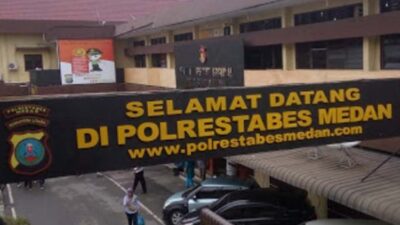 SELAMAT DATANG
DI POLRESTABES MEDAN
www.polrestabesmedan.com